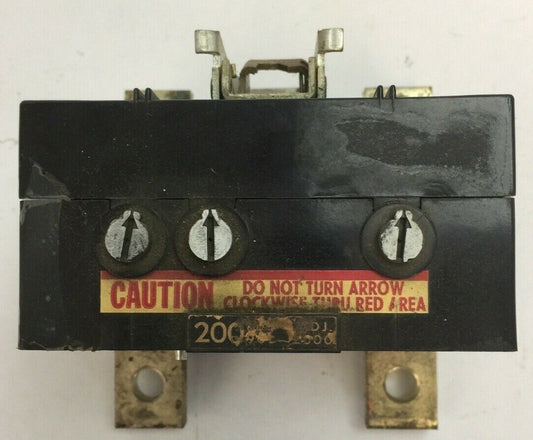 CAUTION DO NOT TURN ARROW
CLOCKWISE THRU RED AREA
200